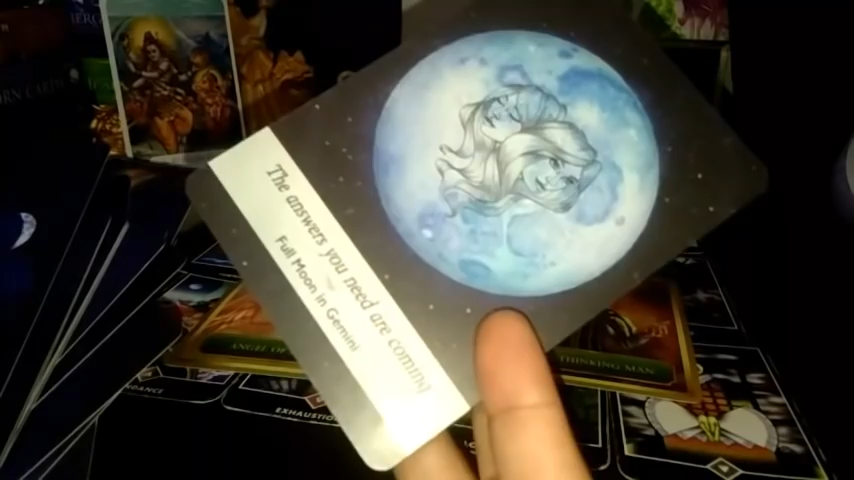 The answers you need are coming
Full Moon in Gemini
ANGEL OF
THINKING MAN
EXHAUSTION